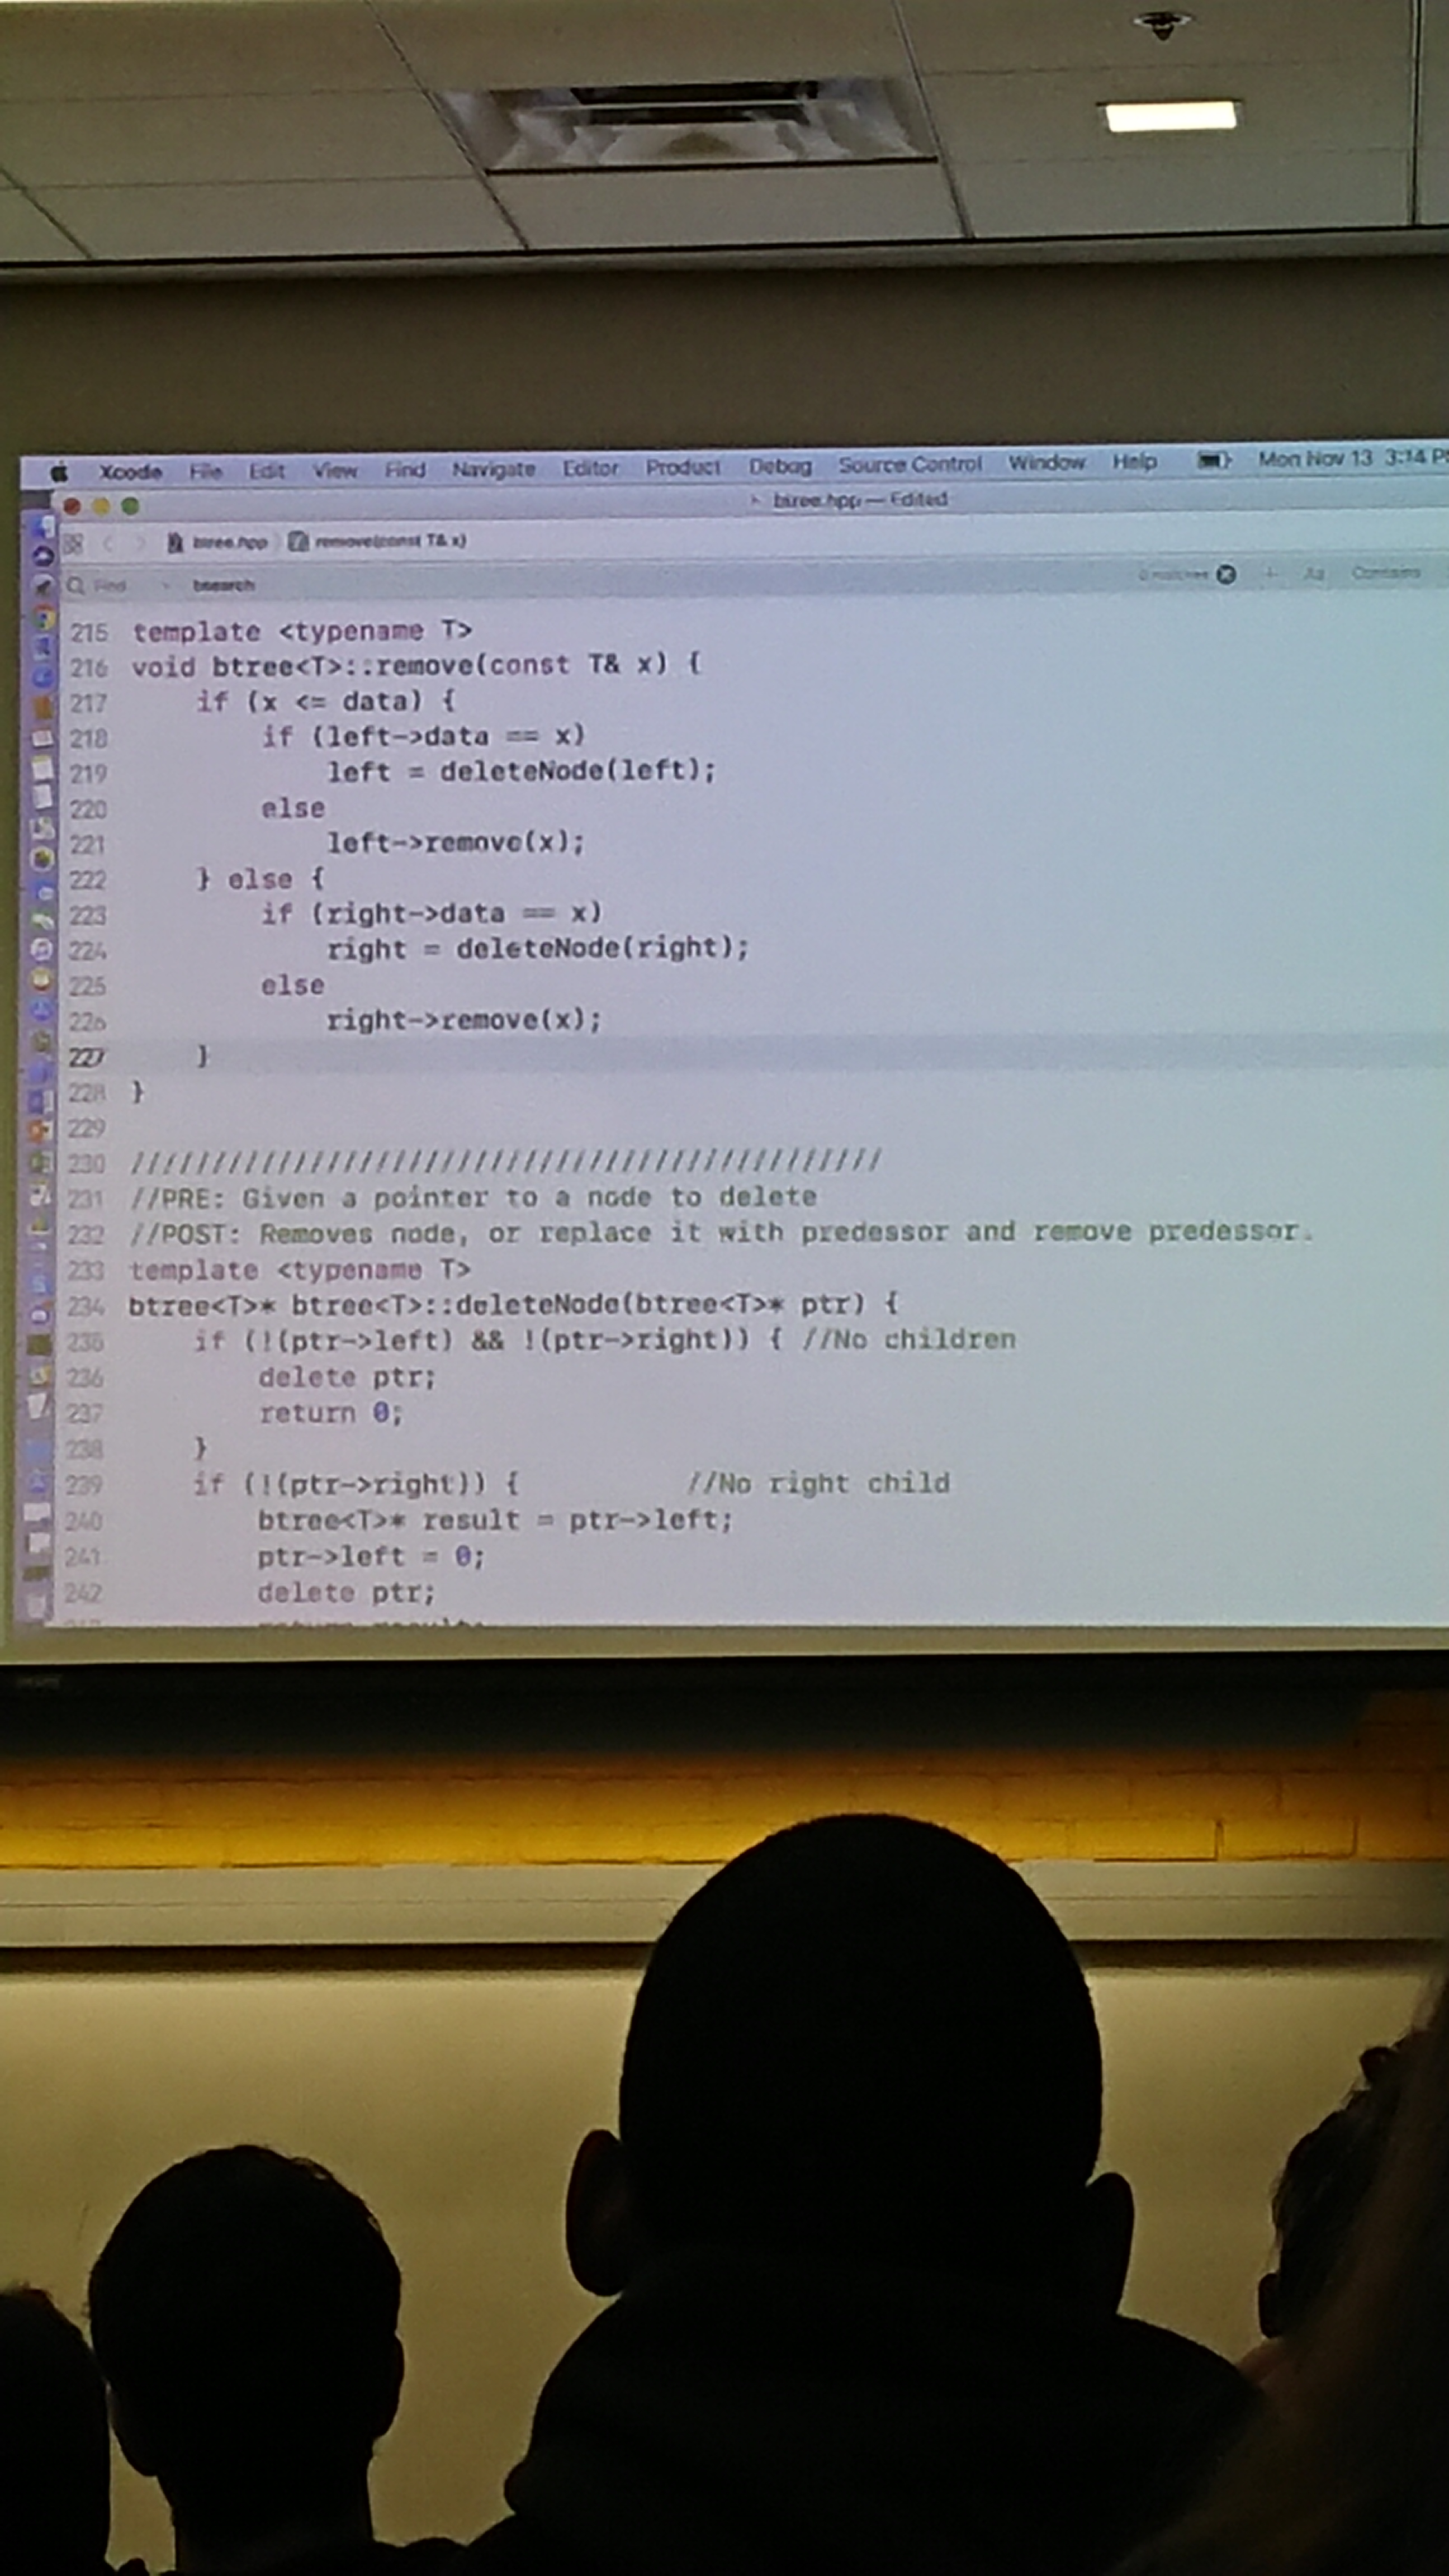 Xcode File Edit View Find Navigate Editor Product Debug Source Control Window Help Mon Nov 13 3:14 P
btree.hpp — Edited
btree.hpp remove(const T& x)
Find bsearch 0 matches + Aa Contains
215 template <typename T>
216 void btree<T>::remove(const T& x) {
217 if (x <= data) {
218 if (left->data == x)
219 left = deleteNode(left);
220 else
221 left->remove(x);
222 } else {
223 if (right->data == x)
224 right = deleteNode(right);
225 else
226 right->remove(x);
227 }
228 }
229
230 //////////////////////////////////////////////
231 //PRE: Given a pointer to a node to delete
232 //POST: Removes node, or replace it with predessor and remove predessor.
233 template <typename T>
234 btree<T>* btree<T>::deleteNode(btree<T>* ptr) {
235 if (!(ptr->left) && !(ptr->right)) { //No children
236 delete ptr;
237 return 0;
238 }
239 if (!(ptr->right)) { //No right child
240 btree<T>* result = ptr->left;
241 ptr->left = 0;
242 delete ptr;